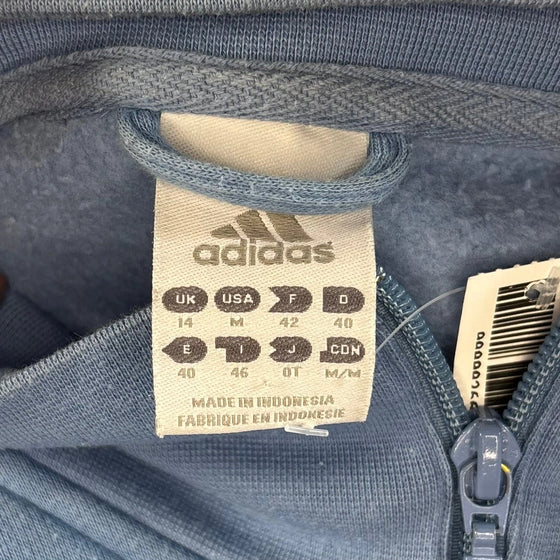 adidas
UK USA F D
14 M 42 40
E I J CDN
40 46 OT M/M
MADE IN INDONESIA
FABRIQUE EN INDONESIE